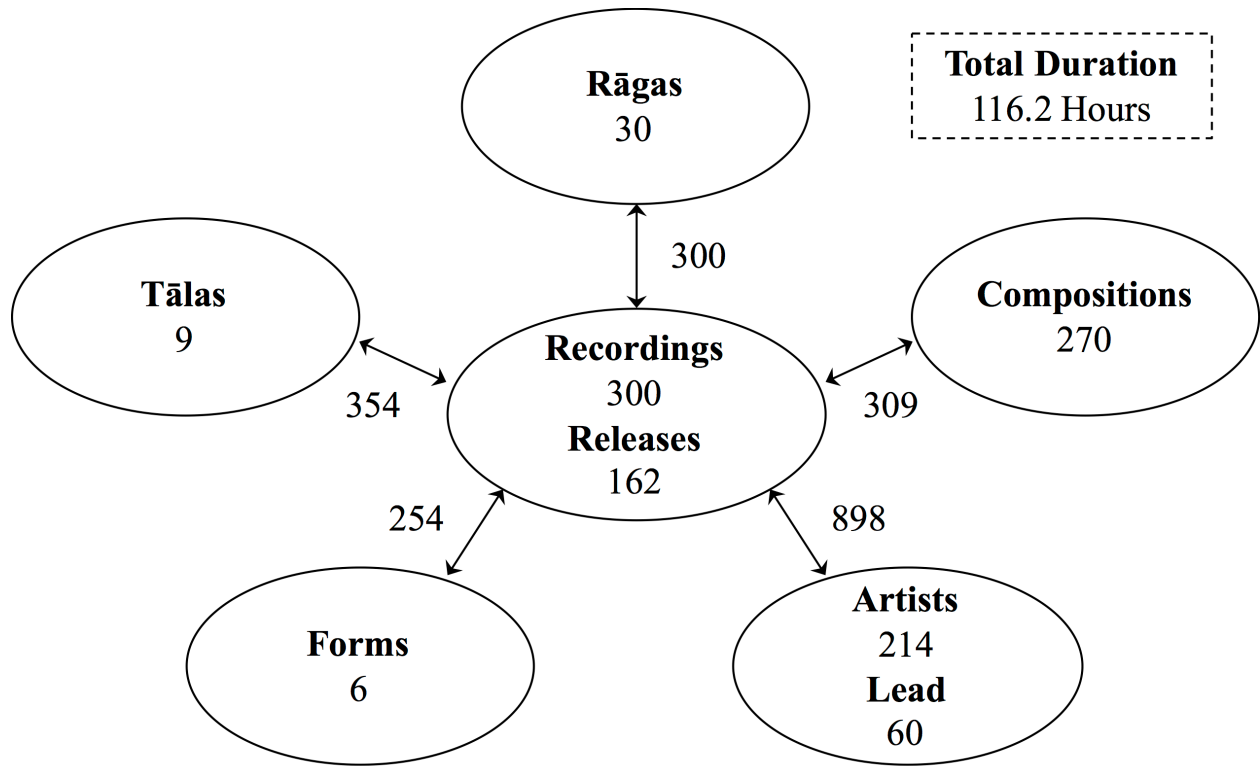 Rāgas
30
Total Duration
116.2 Hours
300
Tālas
9
Compositions
270
Recordings
300
Releases
162
354
309
254
898
Forms
6
Artists
214
Lead
60